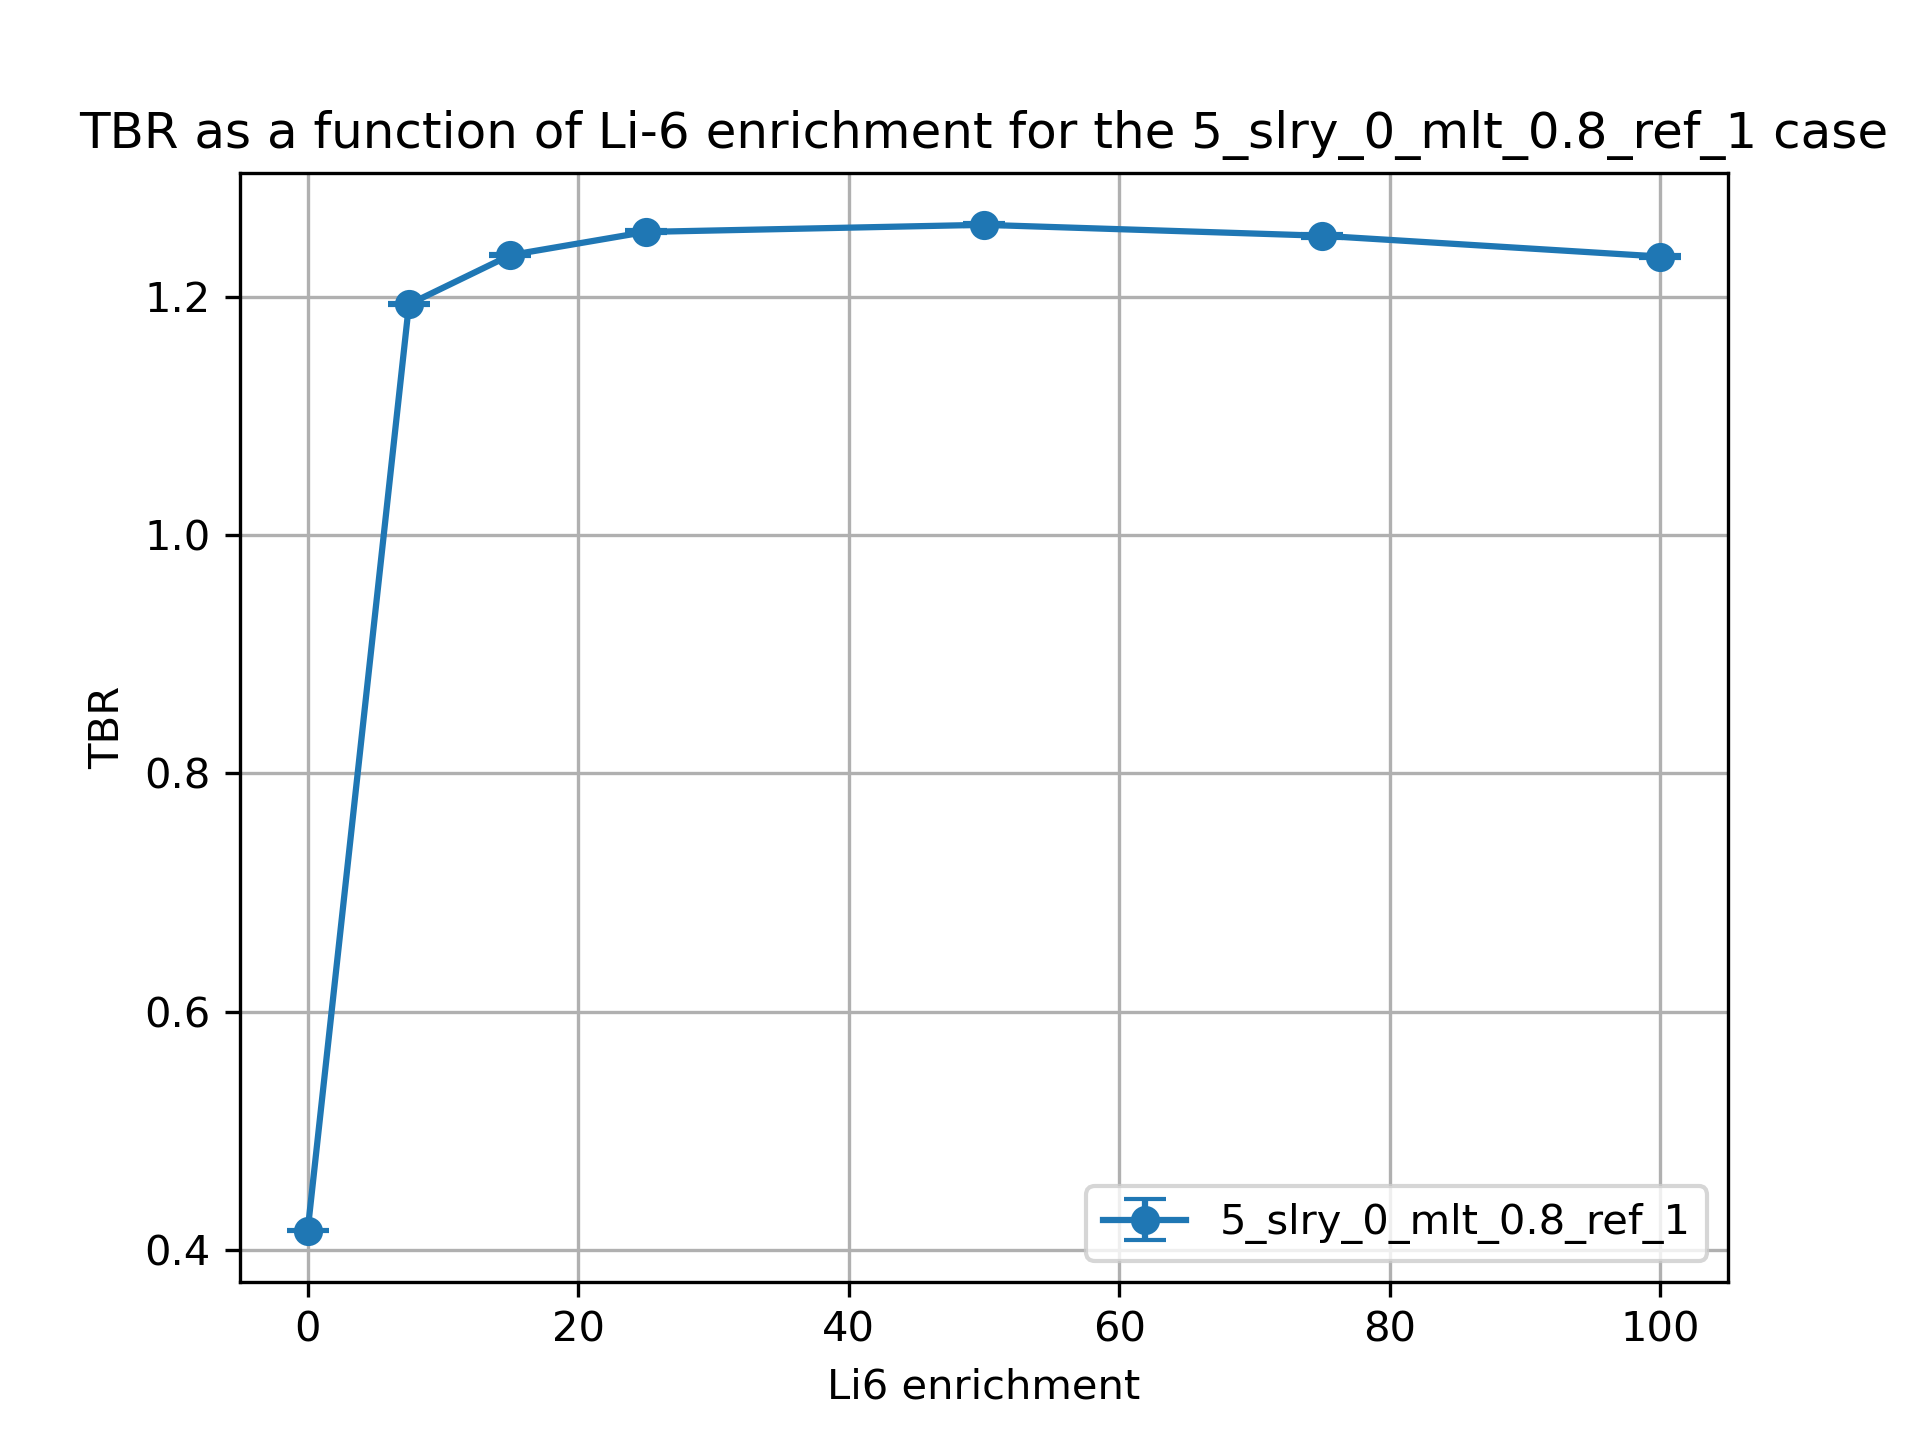 TBR as a function of Li-6 enrichment for the 5_slry_0_mlt_0.8_ref_1 case
1.2
1.0
0.8
0.6
0.4
TBR
5_slry_0_mlt_0.8_ref_1
0 20 40 60 80 100
Li6 enrichment